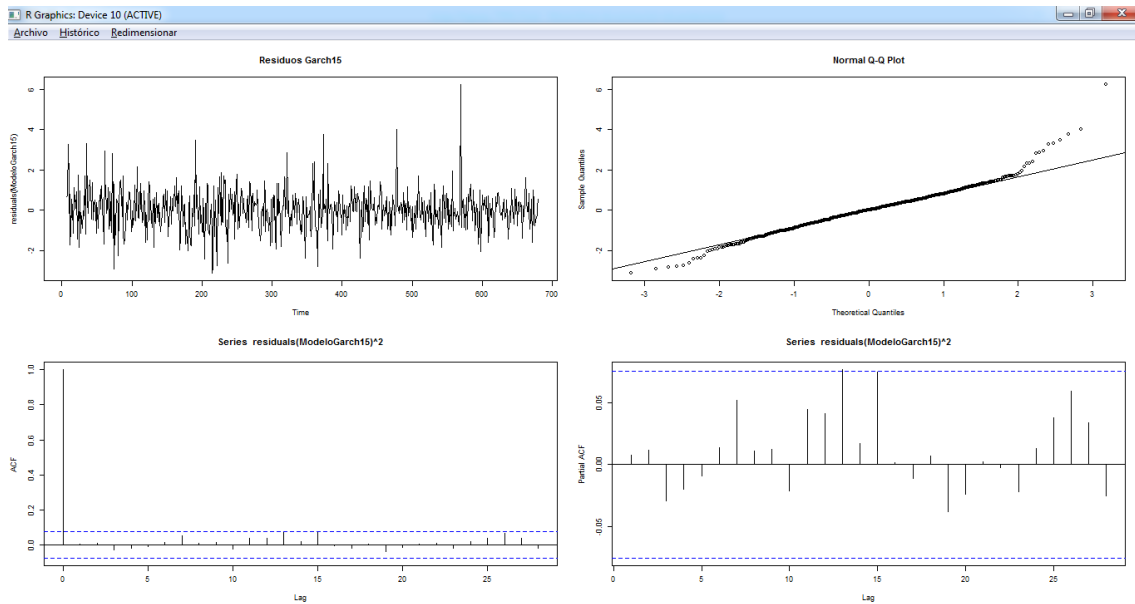 R Graphics: Device 10 (ACTIVE)
Archivo Histórico Redimensionar
Residuos Garch15
residuals(ModeloGarch15)
6
4
2
0
-2
0 100 200 300 400 500 600 700
Time
Normal Q-Q Plot
Sample Quantiles
6
4
2
0
-2
-3 -2 -1 0 1 2 3
Theoretical Quantiles
Series residuals(ModeloGarch15)^2
ACF
1.0
0.8
0.6
0.4
0.2
0.0
0 5 10 15 20 25
Lag
Series residuals(ModeloGarch15)^2
Partial ACF
0.05
0.00
-0.05
0 5 10 15 20 25
Lag